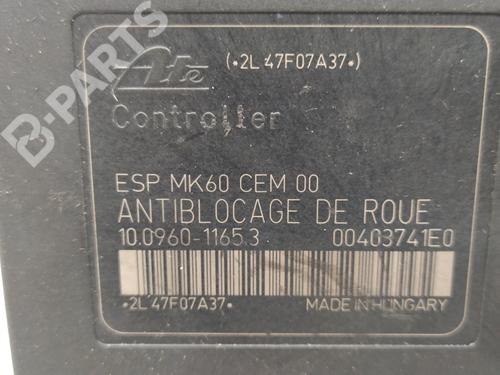 B-PARTS
Ate
(•2L 47F07A37•)
Controller
ESP MK60 CEM 00
ANTIBLOCAGE DE ROUE
10.0960-1165.3 00403741E0
•2L 47F07A37• MADE IN HUNGARY
B-PARTS